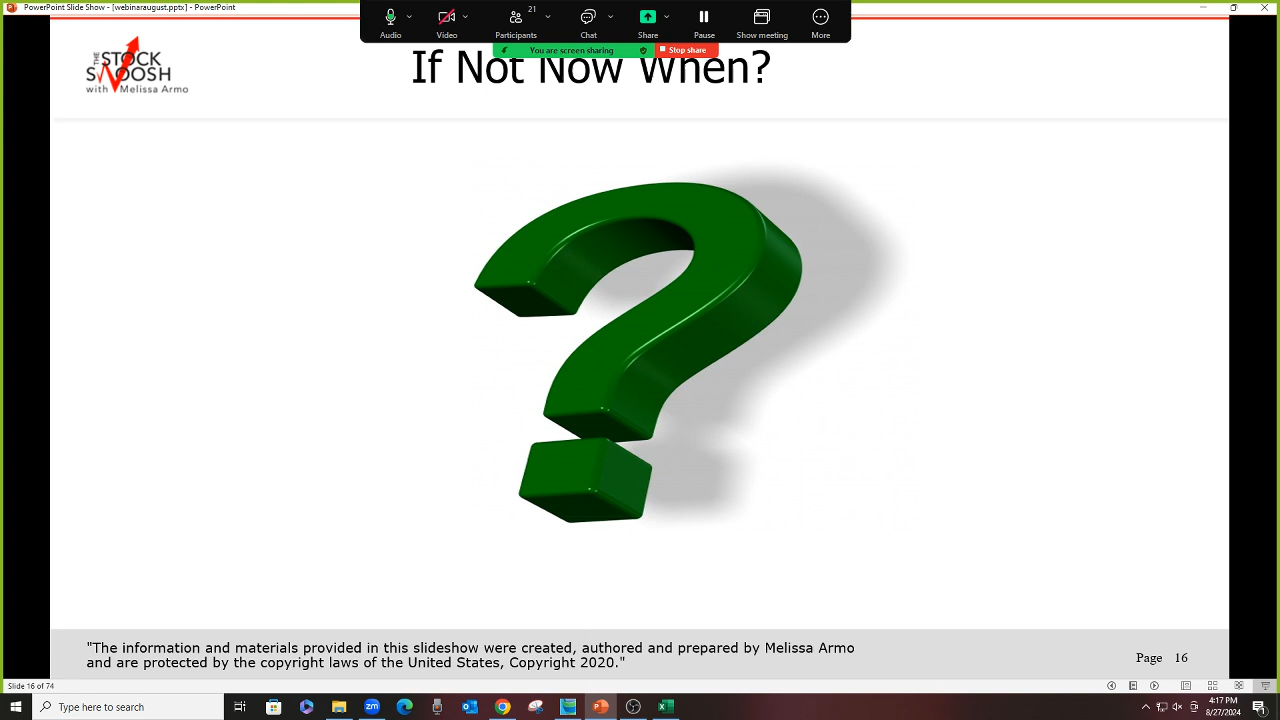 PowerPoint Slide Show - [webinaraugust.pptx] - PowerPoint
21
Audio Video Participants Chat Share Pause Show meeting More
You are screen sharing Stop share
THE STOCK
SWOOSH
with Melissa Armo
If Not Now When?
"The information and materials provided in this slideshow were created, authored and prepared by Melissa Armo
and are protected by the copyright laws of the United States, Copyright 2020."
Page 16
Slide 16 of 74
Type here to search
4:17 PM
8/27/2024